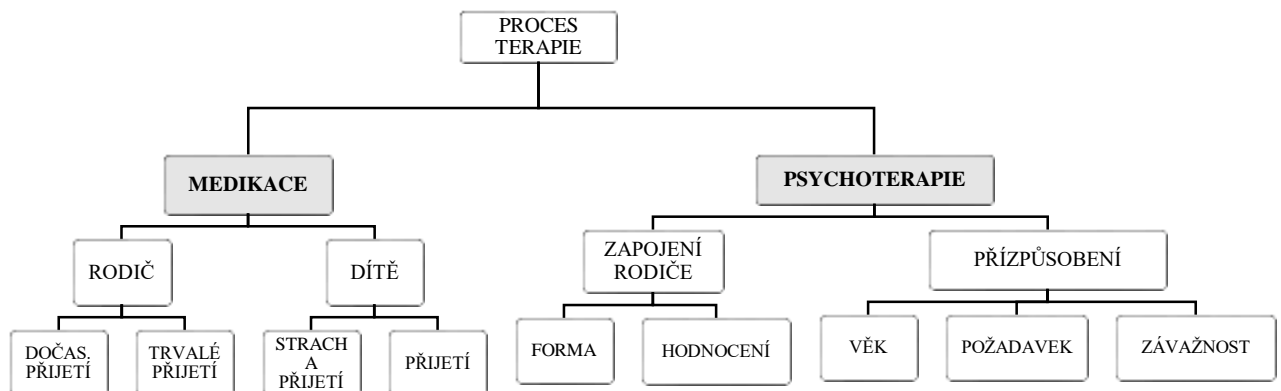 PROCES
TERAPIE
MEDIKACE
PSYCHOTERAPIE
RODIČ
DÍTĚ
ZAPOJENÍ
RODIČE
PŘÍZPŮSOBENÍ
DOČAS.
PŘIJETÍ
TRVALÉ
PŘIJETÍ
STRACH
A
PŘIJETÍ
PŘIJETÍ
FORMA
HODNOCENÍ
VĚK
POŽADAVEK
ZÁVAŽNOST